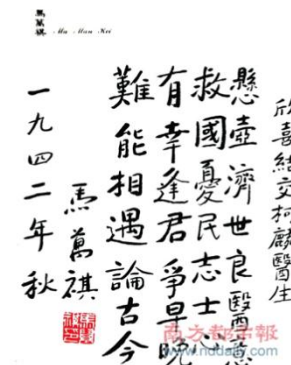 馬萬祺
Ma Man Kei
欣喜結交柯麟醫生
懸壺濟世良醫意
救國憂民志士心
有幸逢君爭早晚
難能相遇論古今
馬萬祺
一九四二年秋
南方都市報
www.nddaily.com